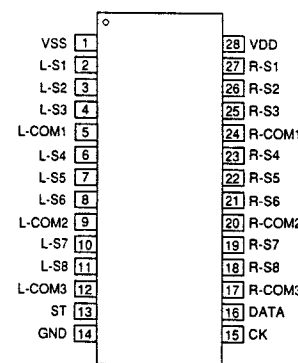 VSS 1 28 VDD
L-S1 2 27 R-S1
L-S2 3 26 R-S2
L-S3 4 25 R-S3
L-COM1 5 24 R-COM1
L-S4 6 23 R-S4
L-S5 7 22 R-S5
L-S6 8 21 R-S6
L-COM2 9 20 R-COM2
L-S7 10 19 R-S7
L-S8 11 18 R-S8
L-COM3 12 17 R-COM3
ST 13 16 DATA
GND 14 15 CK